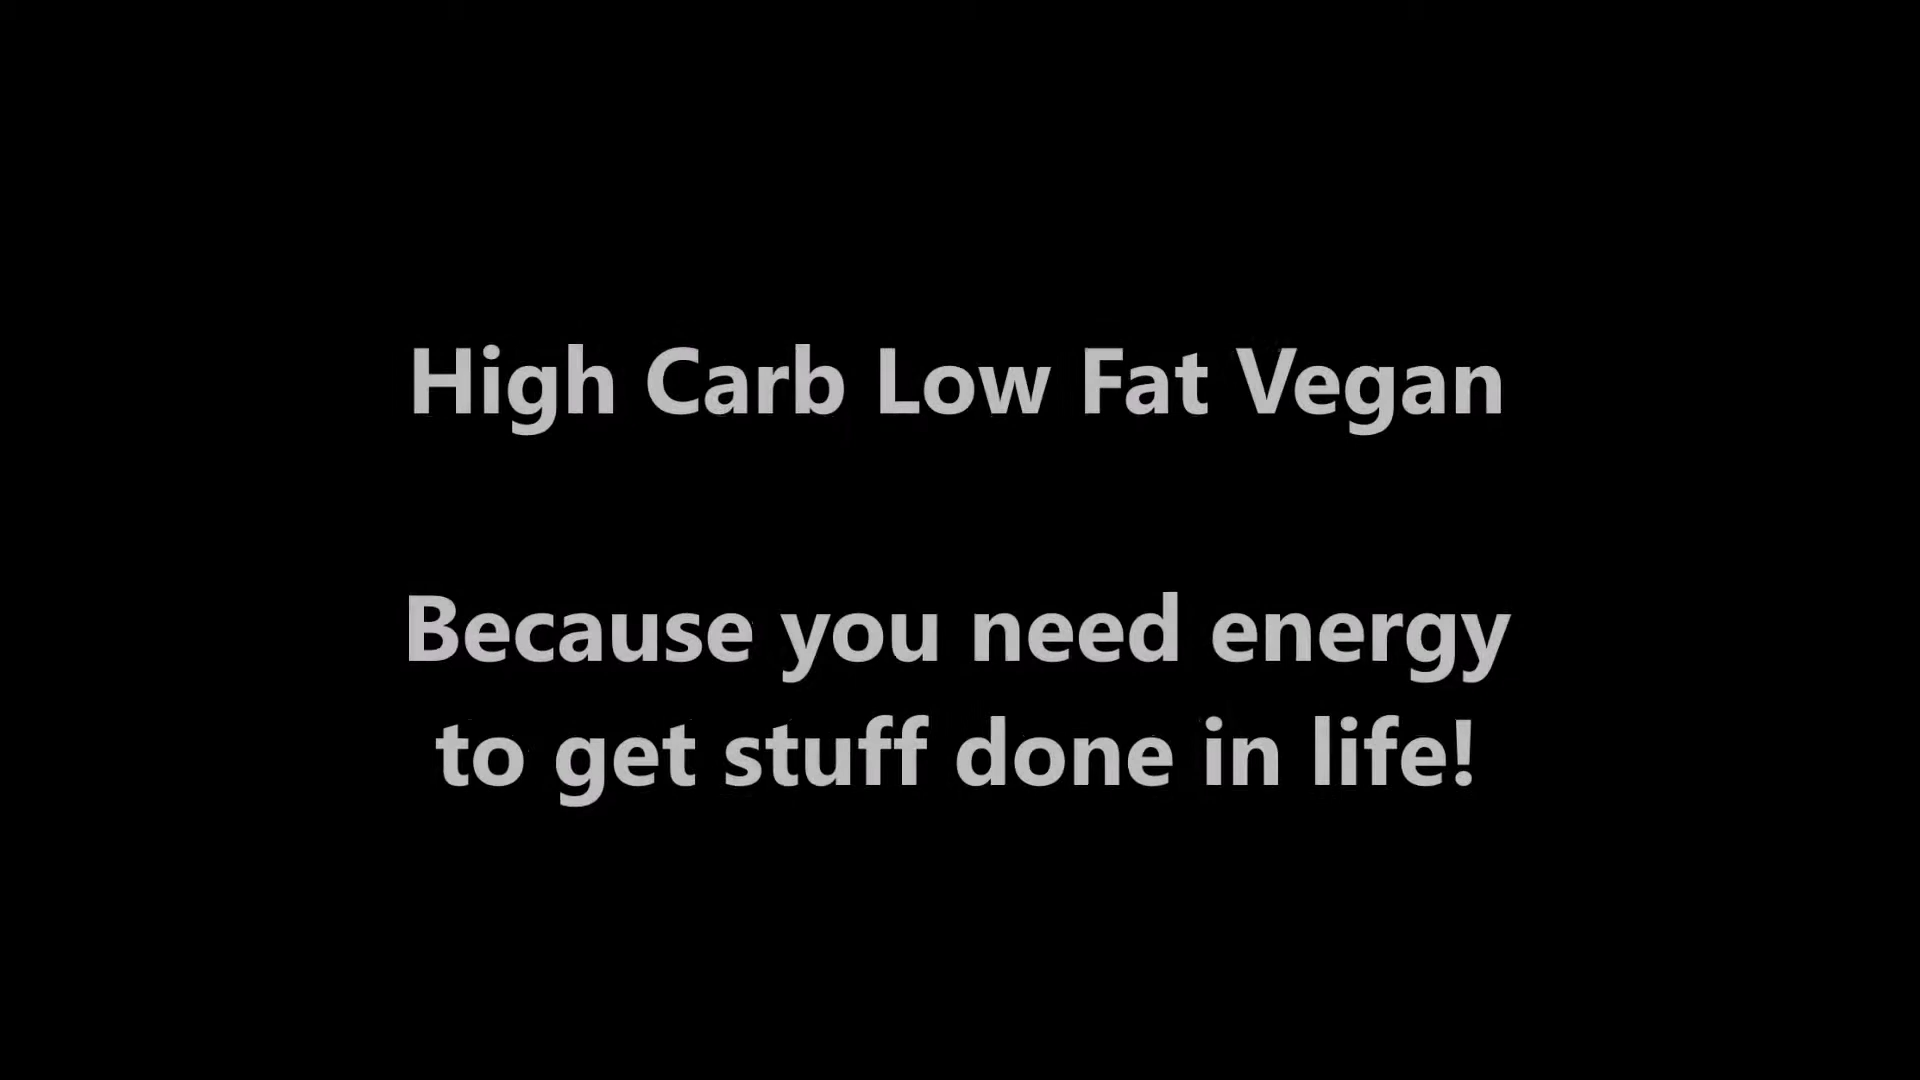 High Carb Low Fat Vegan
Because you need energy
to get stuff done in life!